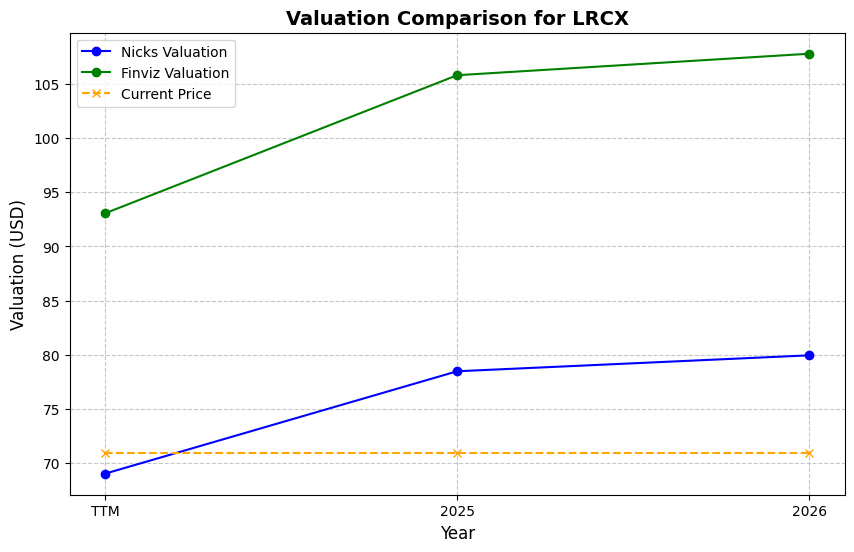 Valuation Comparison for LRCX
Nicks Valuation
Finviz Valuation
Current Price
Valuation (USD)
105
100
95
90
85
80
75
70
TTM
2025
2026
Year